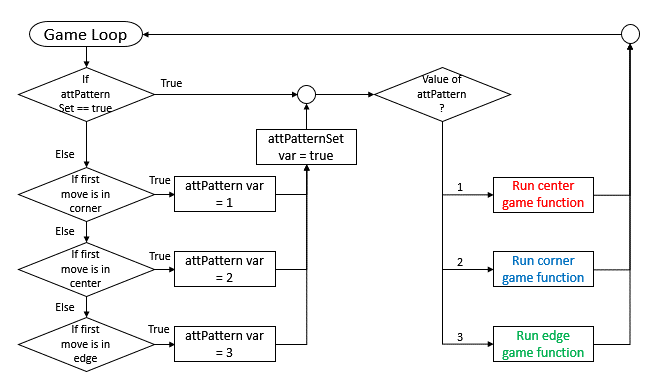 Game Loop
If
attPattern
Set == true
True
Value of
attPattern
?
attPatternSet
var = true
Else
If first
move is in
corner
True
attPattern var
= 1
1
Run center
game function
Else
If first
move is in
center
True
attPattern var
= 2
2
Run corner
game function
Else
If first
move is in
edge
True
attPattern var
= 3
3
Run edge
game function